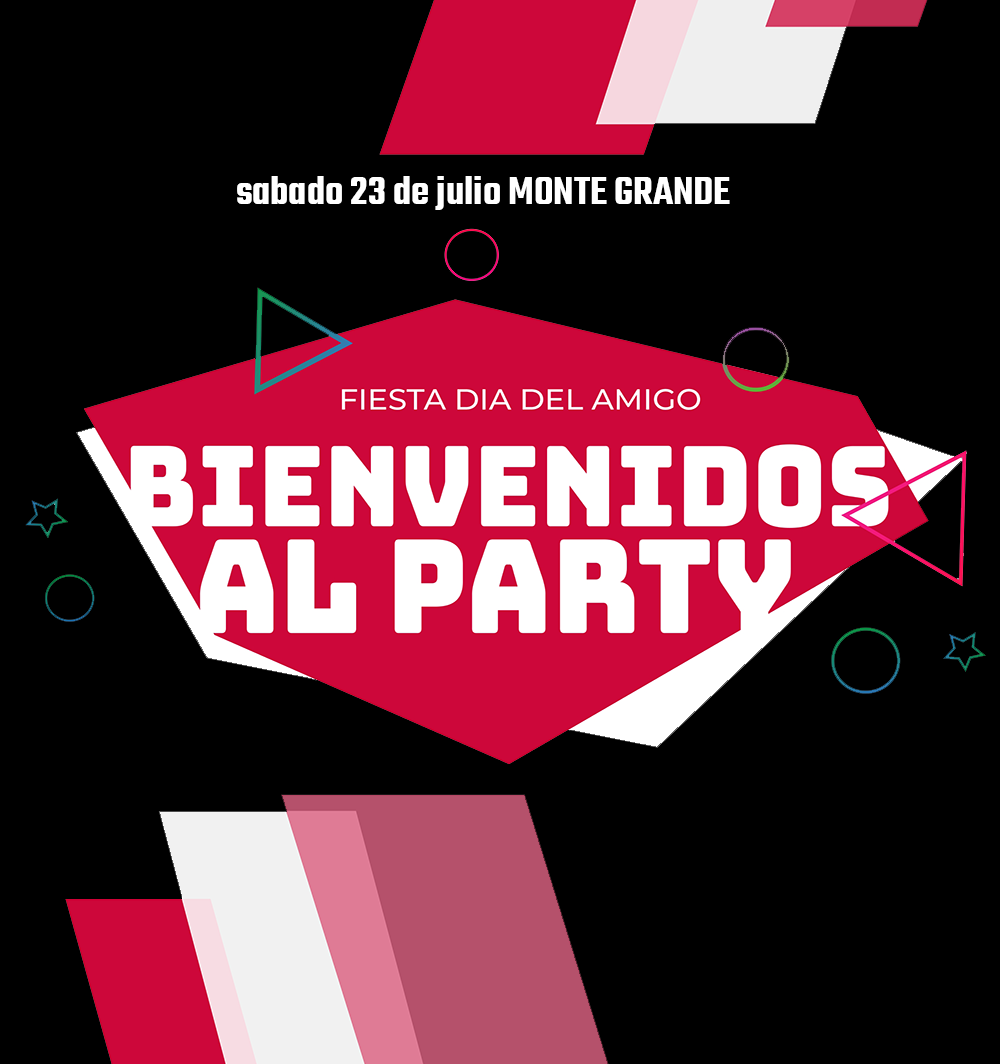 sabado 23 de julio MONTE GRANDE
FIESTA DIA DEL AMIGO
BIENVENIDOS
AL PARTY